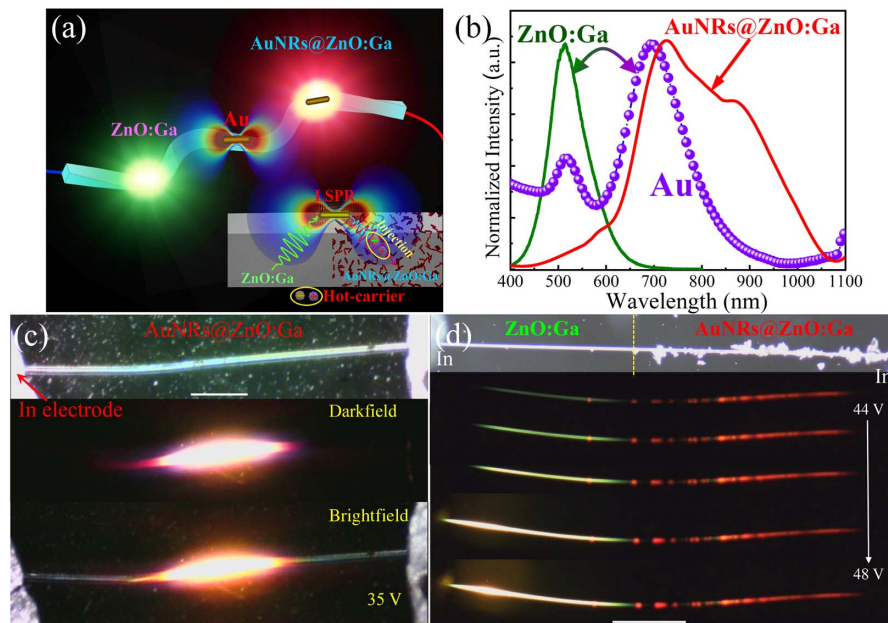 (a)
AuNRs@ZnO:Ga
Au
ZnO:Ga
LSPR
Injection
ZnO:Ga
AuNRs@ZnO:Ga
Hot-carrier
(b)
ZnO:Ga
AuNRs@ZnO:Ga
Au
Normalized Intensity (a.u.)
400 500 600 700 800 900 1000 1100
Wavelength (nm)
(c)
AuNRs@ZnO:Ga
In electrode
Darkfield
Brightfield
35 V
(d)
ZnO:Ga
AuNRs@ZnO:Ga
In
In
44 V
48 V